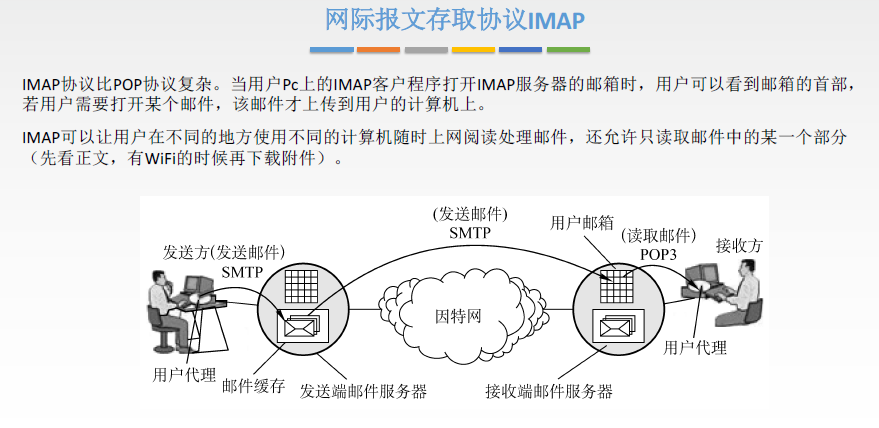 网际报文存取协议IMAP
IMAP协议比POP协议复杂。当用户Pc上的IMAP客户程序打开IMAP服务器的邮箱时，用户可以看到邮箱的首部，
若用户需要打开某个邮件，该邮件才上传到用户的计算机上。
IMAP可以让用户在不同的地方使用不同的计算机随时上网阅读处理邮件，还允许只读取邮件中的某一个部分
（先看正文，有WiFi的时候再下载附件）。
(发送邮件)
SMTP
用户邮箱
(读取邮件)
POP3
接收方
发送方(发送邮件)
SMTP
因特网
用户代理
邮件缓存
发送端邮件服务器
接收端邮件服务器
用户代理